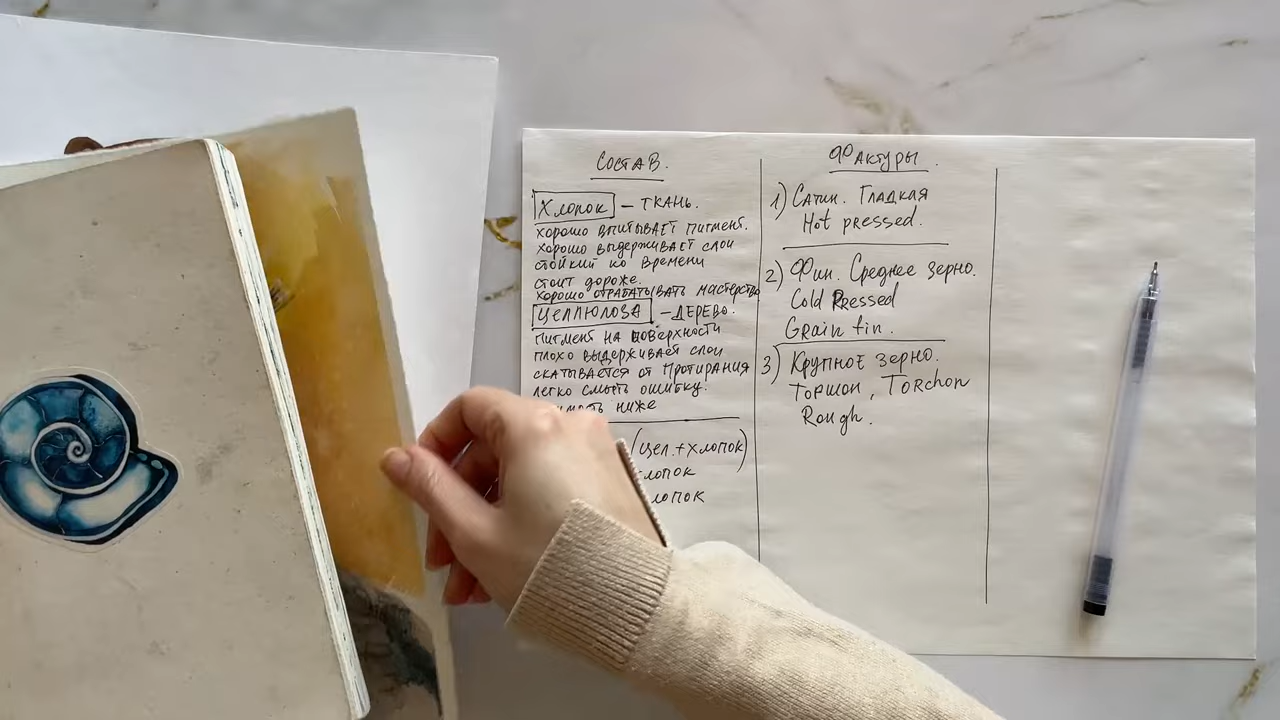 СОСТАВ.
ХЛОПОК – ТКАНЬ.
ХОРОШО ВПИТЫВАЕТ ПИГМЕНТ.
ХОРОШО ВЫДЕРЖИВАЕТ СЛОИ
СТОЙКИЙ КО ВРЕМЕНИ
СТОИТ ДОРОЖЕ.
ХОРОШО ОТРАБАТЫВАТЬ МАСТЕРСТВО
ЦЕЛЛЮЛОЗА – ДЕРЕВО.
ПИГМЕНТ НА ПОВЕРХНОСТИ
ПЛОХО ВЫДЕРЖИВАЕТ СЛОИ
СКАТЫВАЕТСЯ ОТ ПРОТИРАНИЯ
ЛЕГКО СМЫТЬ ОШИБКУ.
НИЖЕ
(ЦЕЛ.+ХЛОПОК)
ФАКТУРЫ.
1) Сатин. Гладкая
Hot pressed.
2) Фин. Среднее зерно.
Cold Pressed
Grain fin.
3) Крупное зерно.
Торшон, Torchon
Rough.